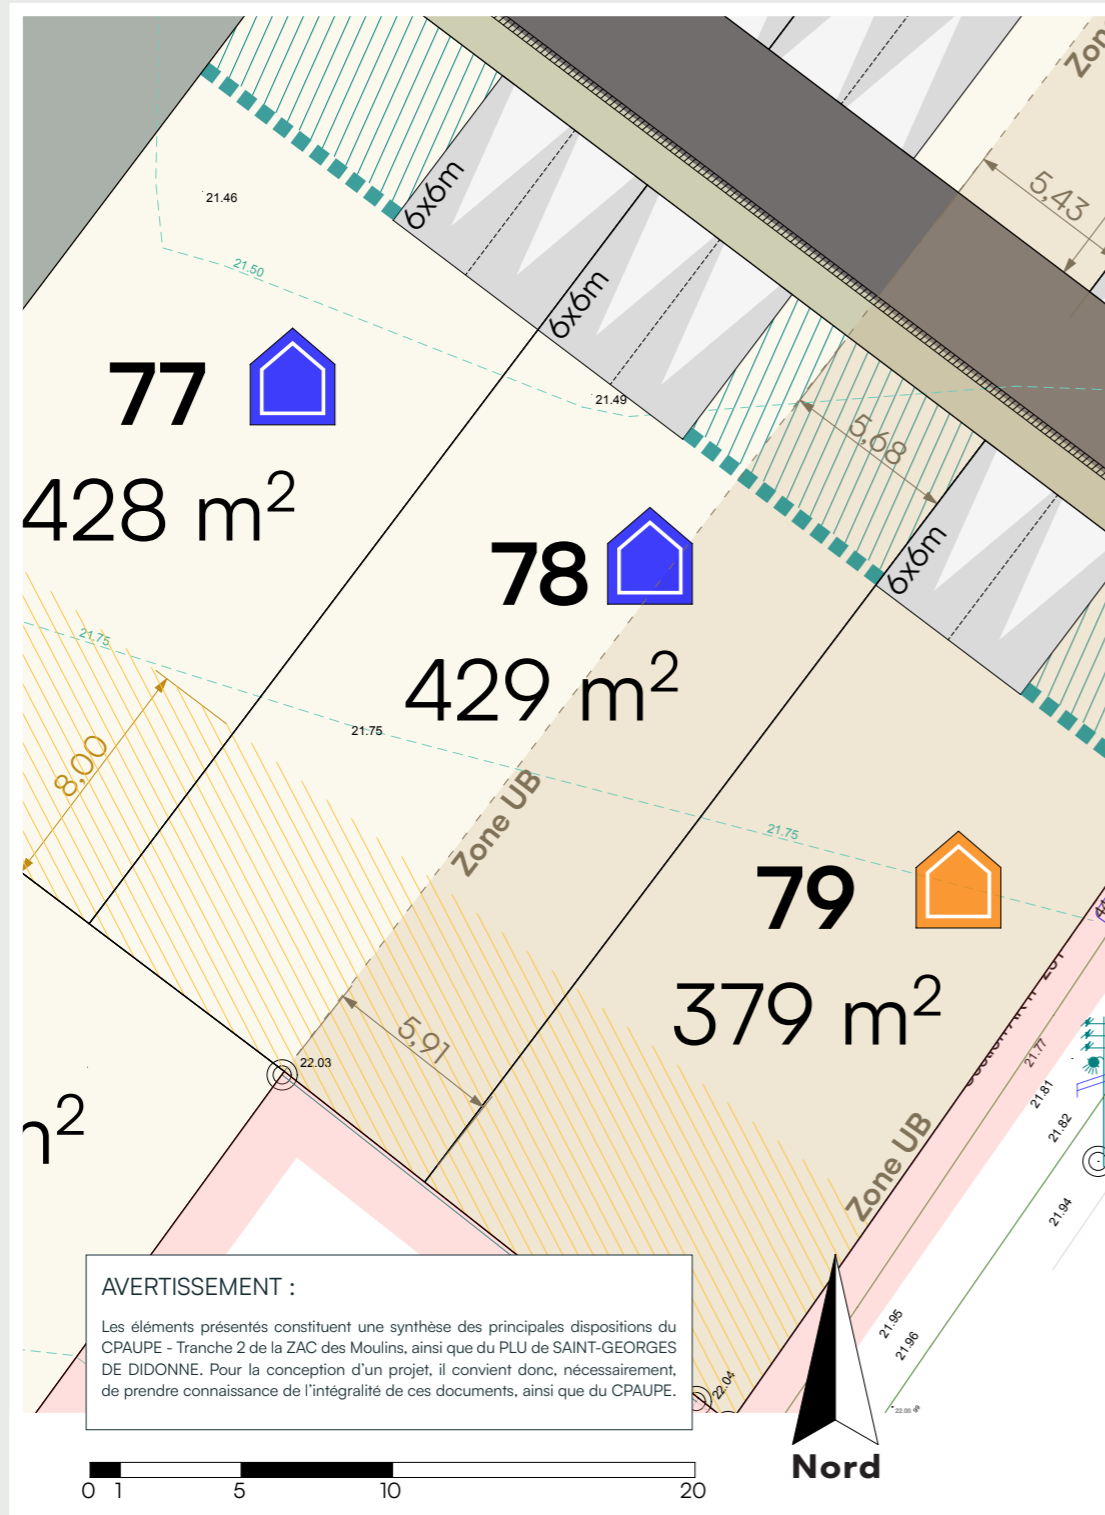 Zon
5,43
6x6m
21.46
21.50
6x6m
21.49
5,68
77
428 m²
6x6m
78
429 m²
21.75
21.75
8,00
Zone UB
21.75
79
379 m²
5,91
22.03
21.77
21.81
21.82
21.94
Zone UB
m²
21.95
21.96
22.04
AVERTISSEMENT :
Les éléments présentés constituent une synthèse des principales dispositions du
CPAUPE - Tranche 2 de la ZAC des Moulins, ainsi que du PLU de SAINT-GEORGES
DE DIDONNE. Pour la conception d'un projet, il convient donc, nécessairement,
de prendre connaissance de l'intégralité de ces documents, ainsi que du CPAUPE.
Nord
0 1 5 10 20